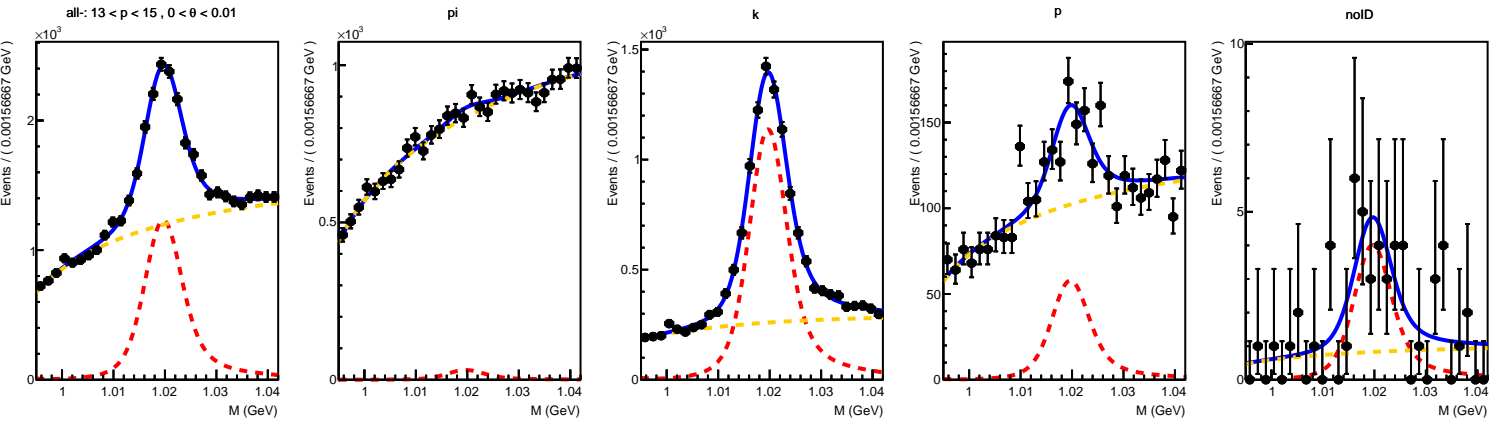 all-: 13 < p < 15 , 0 < θ < 0.01
×10³
Events / ( 0.00156667 GeV )
2
1
0
1 1.01 1.02 1.03 1.04
M (GeV)
pi
×10³
Events / ( 0.00156667 GeV )
1
0.5
0
1 1.01 1.02 1.03 1.04
M (GeV)
k
×10³
Events / ( 0.00156667 GeV )
1.5
1
0.5
0
1 1.01 1.02 1.03 1.04
M (GeV)
p
Events / ( 0.00156667 GeV )
150
100
50
0
1 1.01 1.02 1.03 1.04
M (GeV)
noID
Events / ( 0.00156667 GeV )
10
5
0
1 1.01 1.02 1.03 1.04
M (GeV)